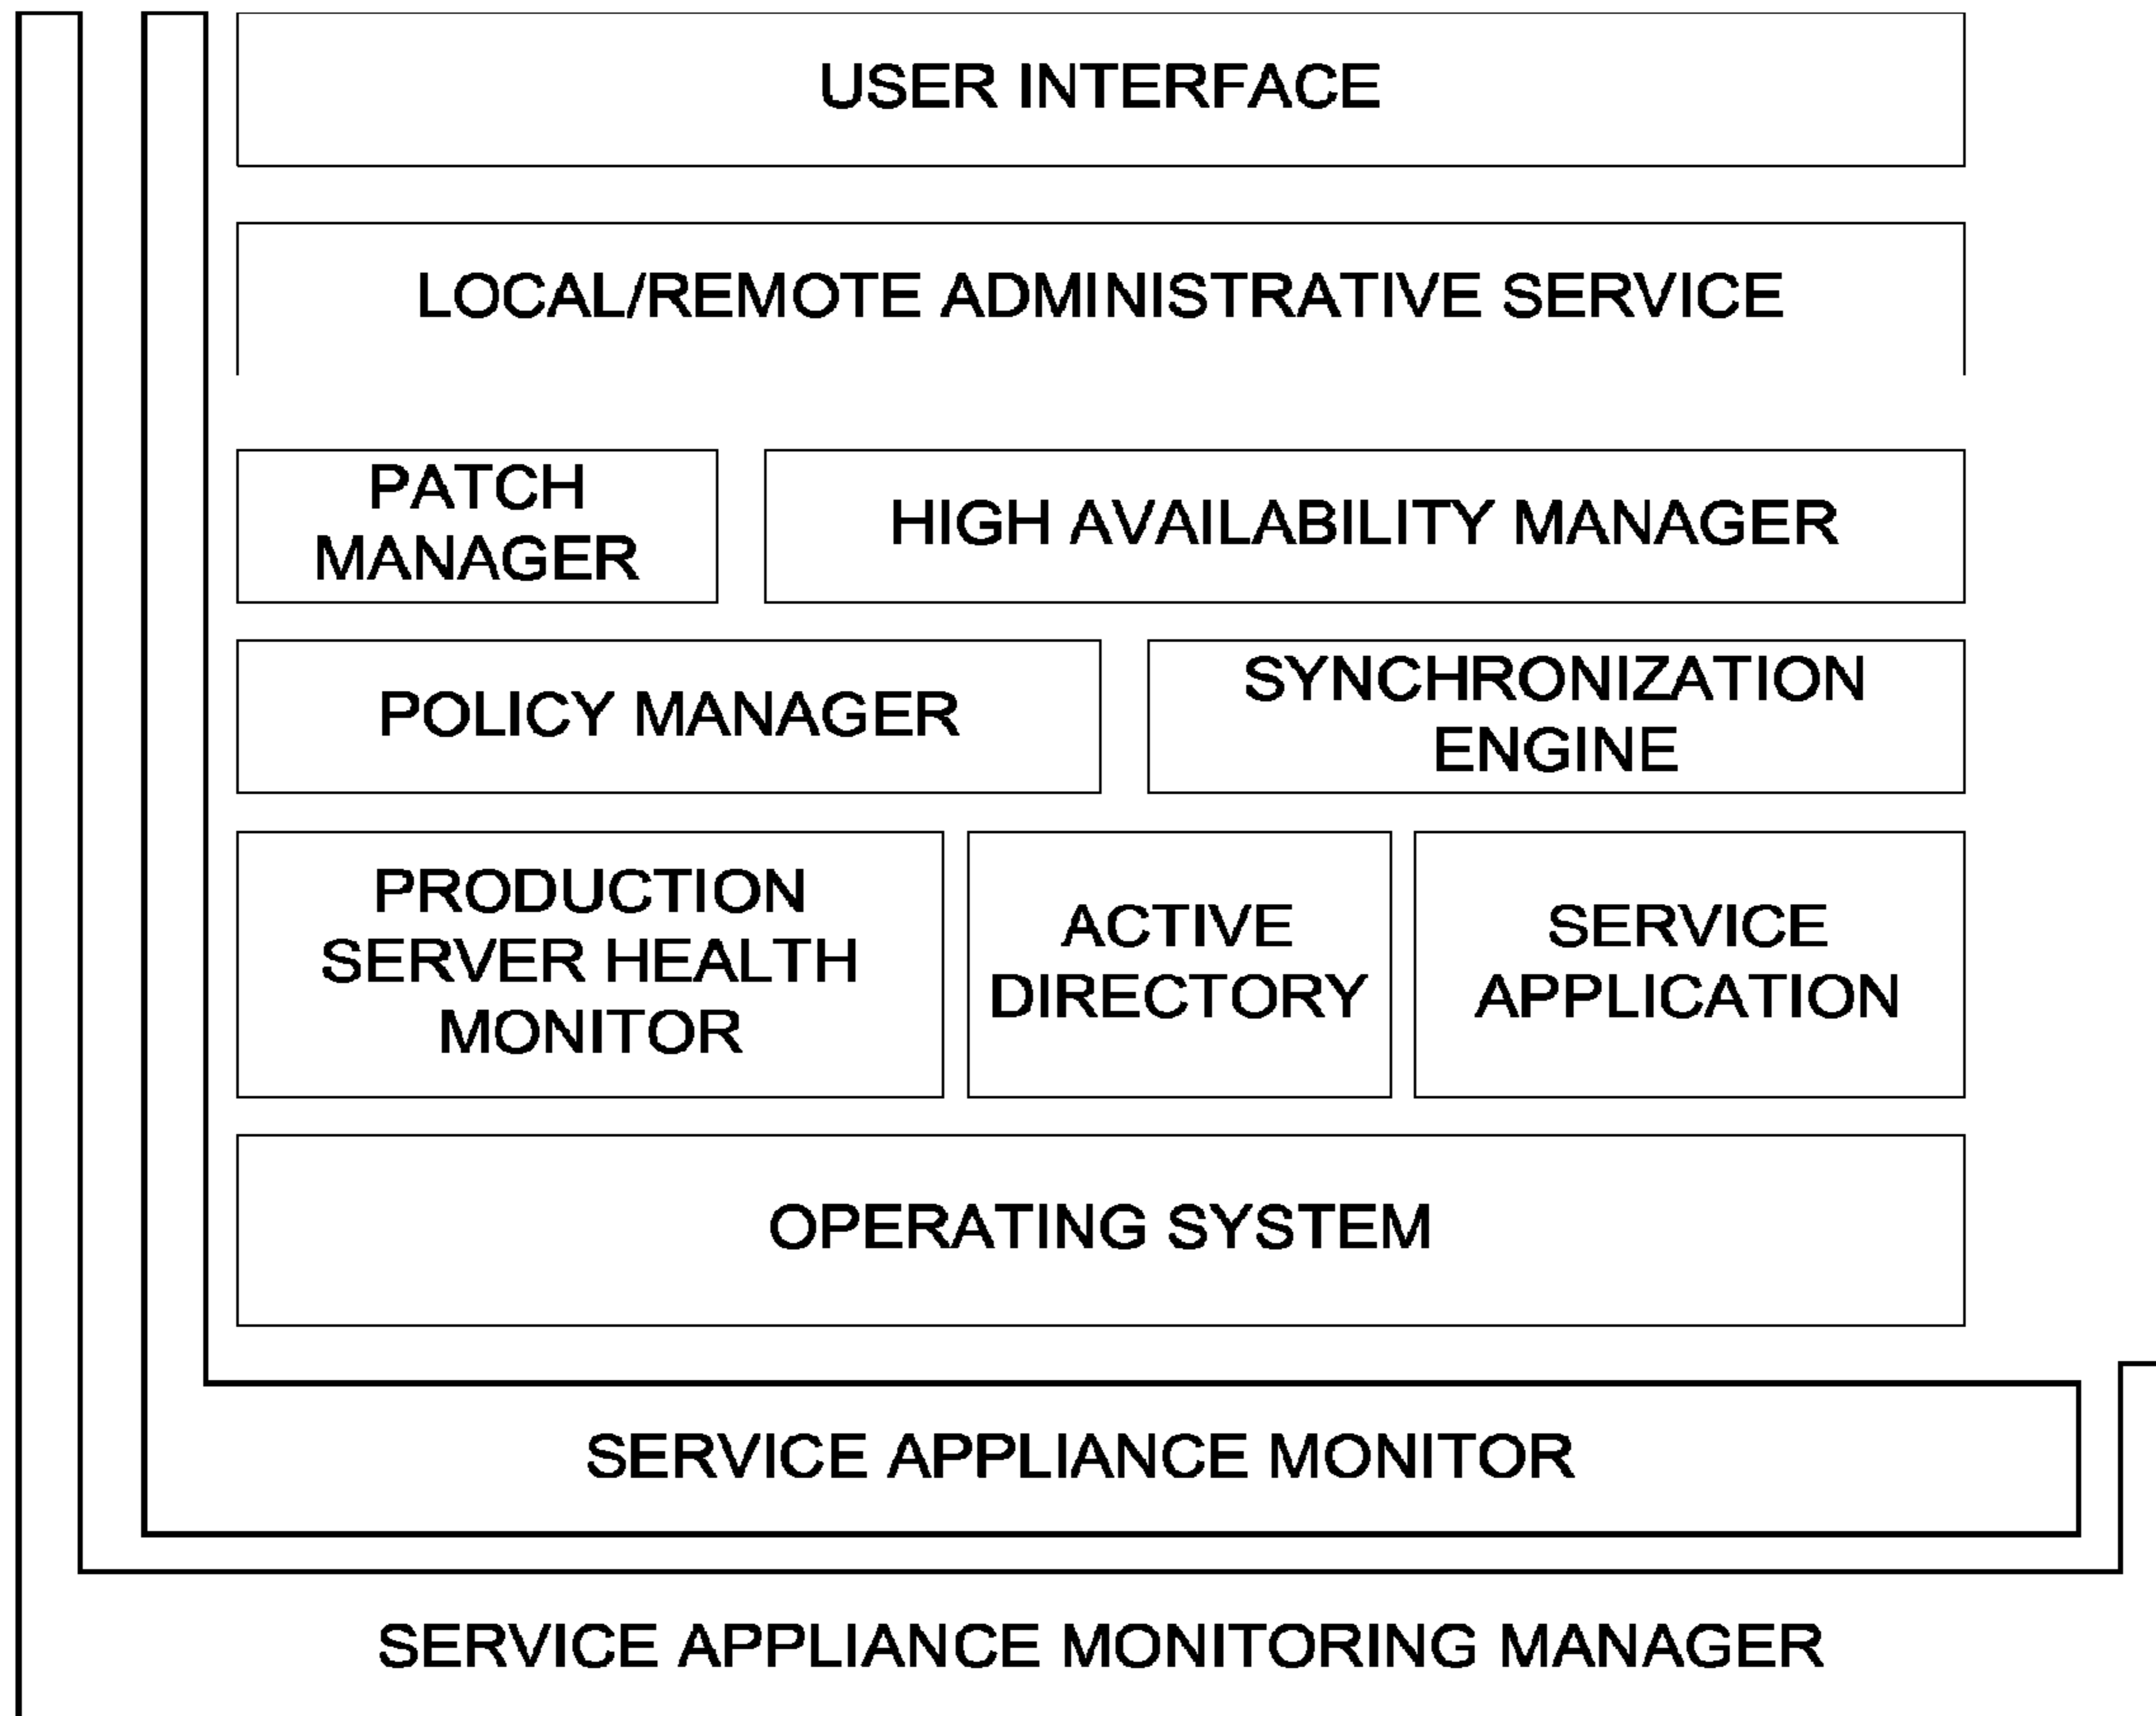 USER INTERFACE
LOCAL/REMOTE ADMINISTRATIVE SERVICE
PATCH
MANAGER
HIGH AVAILABILITY MANAGER
POLICY MANAGER
SYNCHRONIZATION
ENGINE
PRODUCTION
SERVER HEALTH
MONITOR
ACTIVE
DIRECTORY
SERVICE
APPLICATION
OPERATING SYSTEM
SERVICE APPLIANCE MONITOR
SERVICE APPLIANCE MONITORING MANAGER